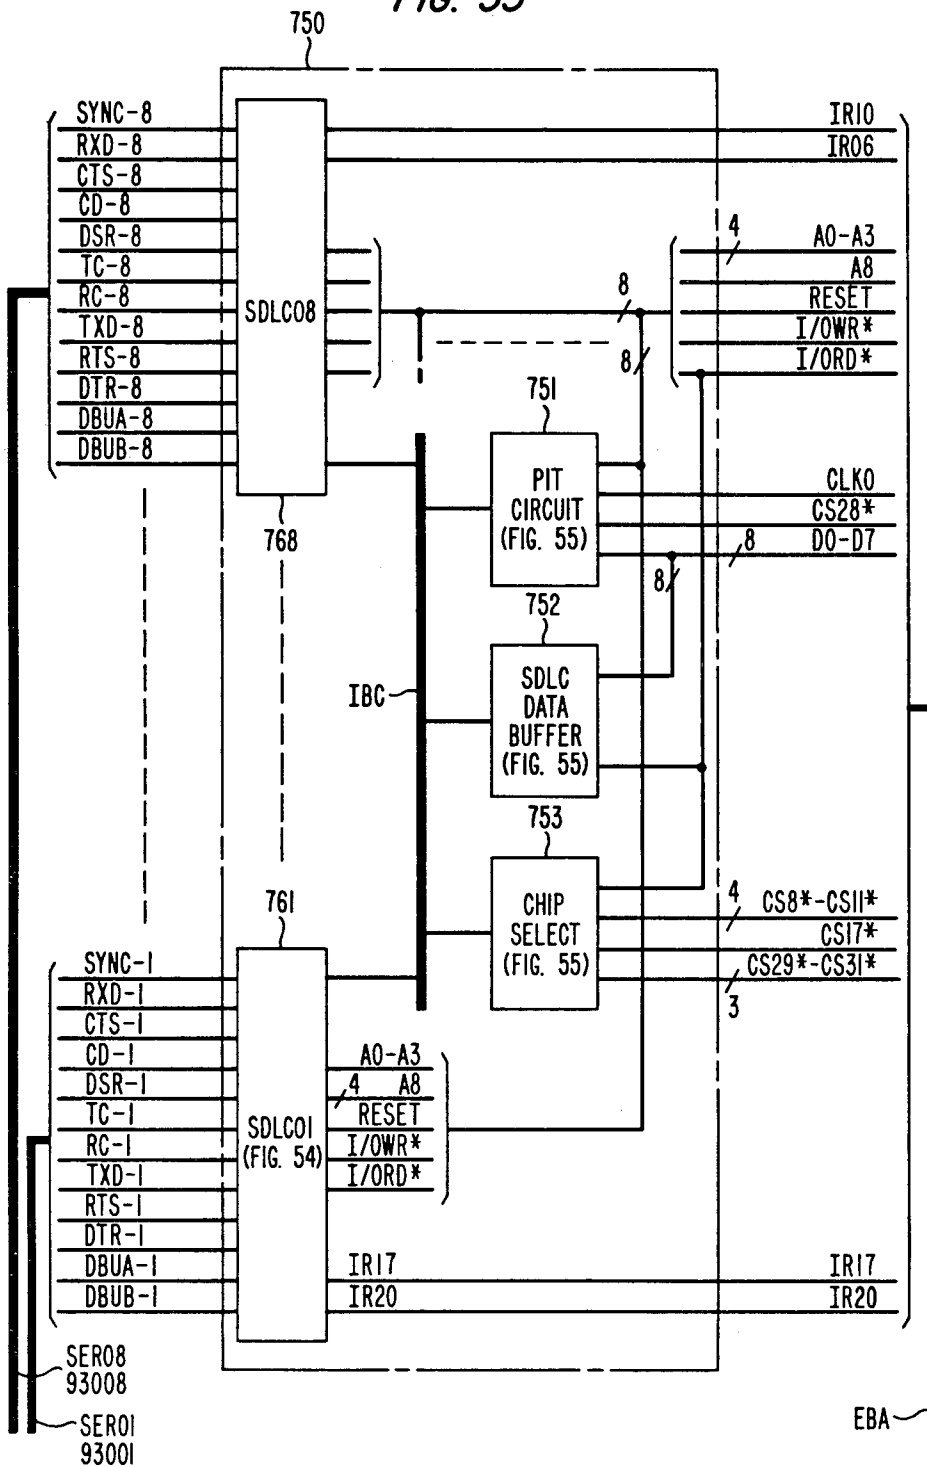 FIG. 53
750
SYNC-8
RXD-8
CTS-8
CD-8
DSR-8
TC-8
RC-8
TXD-8
RTS-8
DTR-8
DBUA-8
DBUB-8
SDLC08
768
IR10
IR06
4
A0-A3
A8
RESET
I/OWR*
I/ORD*
8
8
751
PIT
CIRCUIT
(FIG. 55)
CLK0
CS28*
D0-D7
8
8
752
SDLC
DATA
BUFFER
(FIG. 55)
IBC
753
CHIP
SELECT
(FIG. 55)
4
CS8*-CS11*
CS17*
CS29*-CS31*
3
761
SYNC-1
RXD-1
CTS-1
CD-1
DSR-1
TC-1
RC-1
TXD-1
RTS-1
DTR-1
DBUA-1
DBUB-1
SDLC01
(FIG. 54)
A0-A3
4
A8
RESET
I/OWR*
I/ORD*
IR17
IR20
IR17
IR20
SER08
93008
SER01
93001
EBA